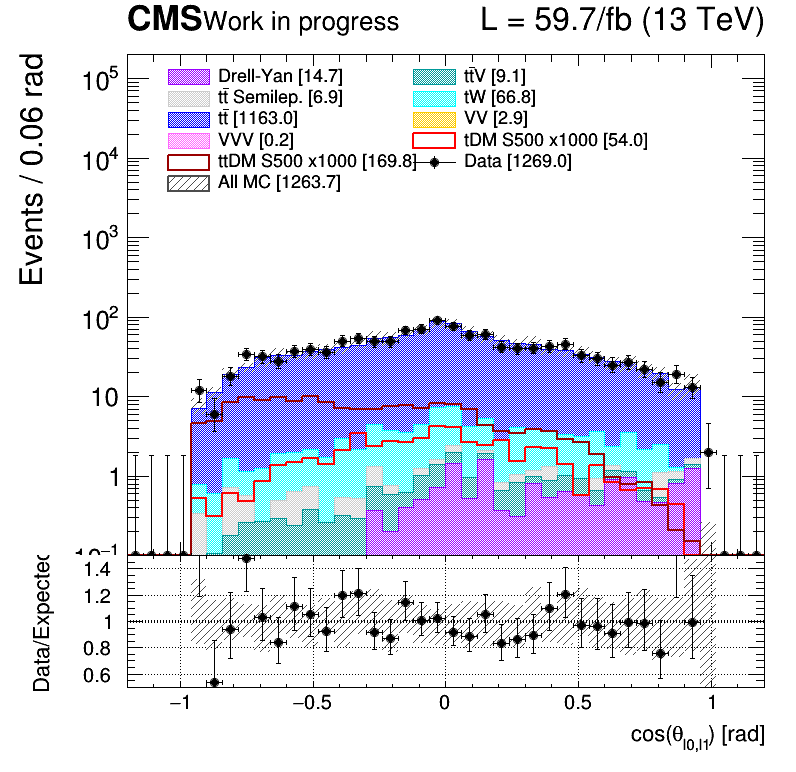 CMS Work in progress L = 59.7/fb (13 TeV)
Events / 0.06 rad
Drell-Yan [14.7] tt̄V [9.1]
tt̄ Semilep. [6.9] tW [66.8]
tt̄ [1163.0] VV [2.9]
VVV [0.2] tDM S500 x1000 [54.0]
ttDM S500 x1000 [169.8] Data [1269.0]
All MC [1263.7]
10⁵
10⁴
10³
10²
10
1
10⁻¹
Data/Expected
1.4
1.2
1
0.8
0.6
−1 −0.5 0 0.5 1
cos(θ_l0,l1) [rad]